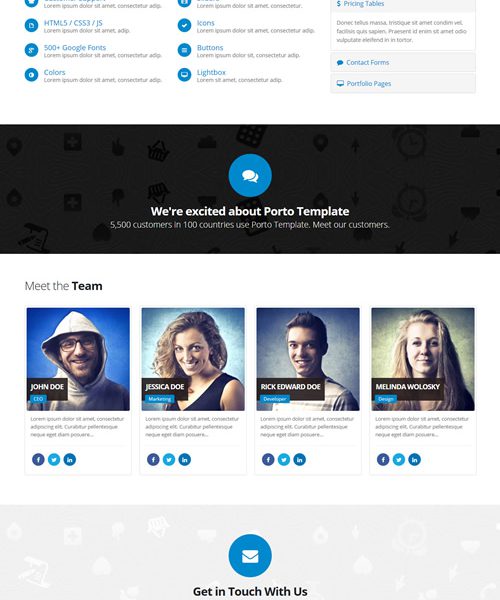 Lorem ipsum dolor sit amet, consectetur adip.
HTML5 / CSS3 / JS
Lorem ipsum dolor sit amet, adip.
500+ Google Fonts
Lorem ipsum dolor sit amet, consectetur adip.
Colors
Lorem ipsum dolor sit amet, consectetur adip.
Lorem ipsum dolor sit amet, consectetur.
Icons
Lorem ipsum dolor sit amet, consectetur adip.
Buttons
Lorem ipsum dolor sit, consectetur adip.
Lightbox
Lorem sit amet, consectetur adip.
Pricing Tables
Donec tellus massa, tristique sit amet condim vel,
facilisis quis sapien. Praesent id enim sit amet odio
vulputate eleifend in in tortor.
Contact Forms
Portfolio Pages
We're excited about Porto Template
5,500 customers in 100 countries use Porto Template. Meet our customers.
Meet the Team
JOHN DOE
CEO
Lorem ipsum dolor sit amet, consectetur
adipiscing elit. Curabitur pellentesque
neque eget diam posuere...
JESSICA DOE
Marketing
Lorem ipsum dolor sit amet, consectetur
adipiscing elit. Curabitur pellentesque
neque eget diam posuere...
RICK EDWARD DOE
Developer
Lorem ipsum dolor sit amet, consectetur
adipiscing elit. Curabitur pellentesque
neque eget diam posuere...
MELINDA WOLOSKY
Design
Lorem ipsum dolor sit amet, consectetur
adipiscing elit. Curabitur pellentesque
neque eget diam posuere...
Get in Touch With Us